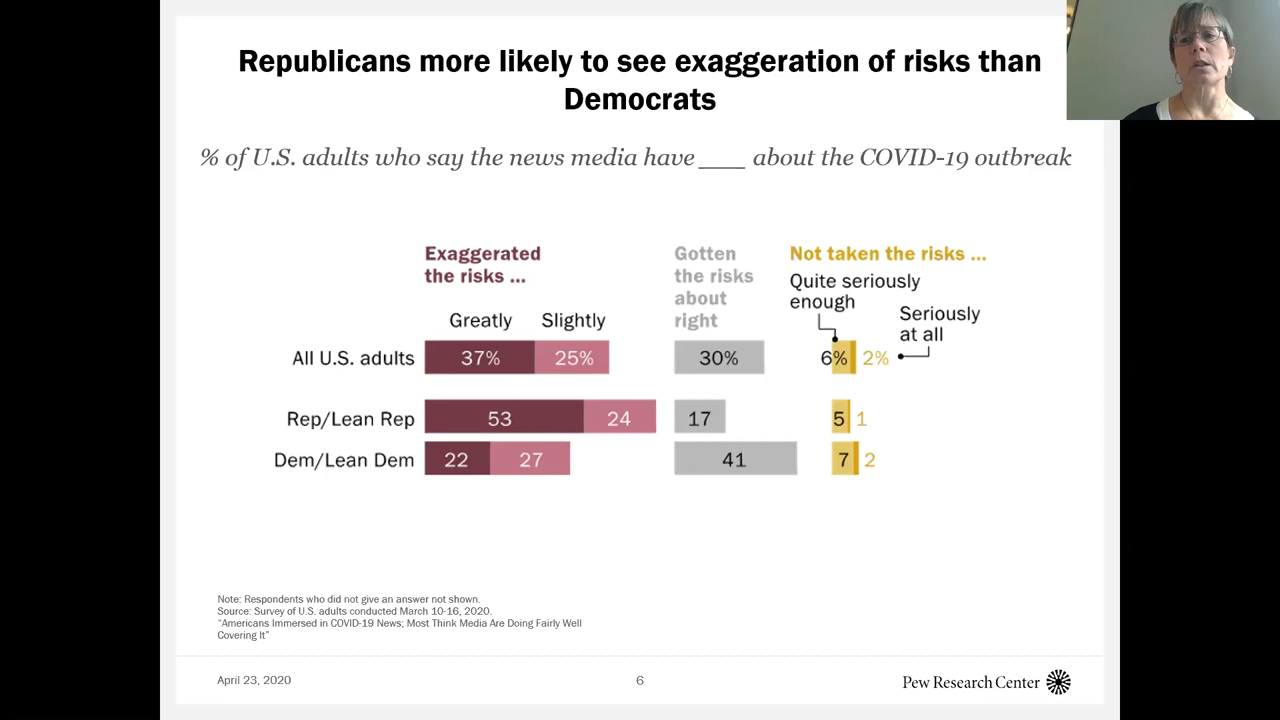 Republicans more likely to see exaggeration of risks than
Democrats
% of U.S. adults who say the news media have ___ about the COVID-19 outbreak
Exaggerated
the risks ...
Gotten
the risks
about
right
Not taken the risks ...
Quite seriously
enough
Seriously
at all
Greatly Slightly
All U.S. adults 37% 25% 30% 6% 2%
Rep/Lean Rep 53 24 17 5 1
Dem/Lean Dem 22 27 41 7 2
Note: Respondents who did not give an answer not shown.
Source: Survey of U.S. adults conducted March 10-16, 2020.
“Americans Immersed in COVID-19 News; Most Think Media Are Doing Fairly Well
Covering It”
April 23, 2020 6 Pew Research Center